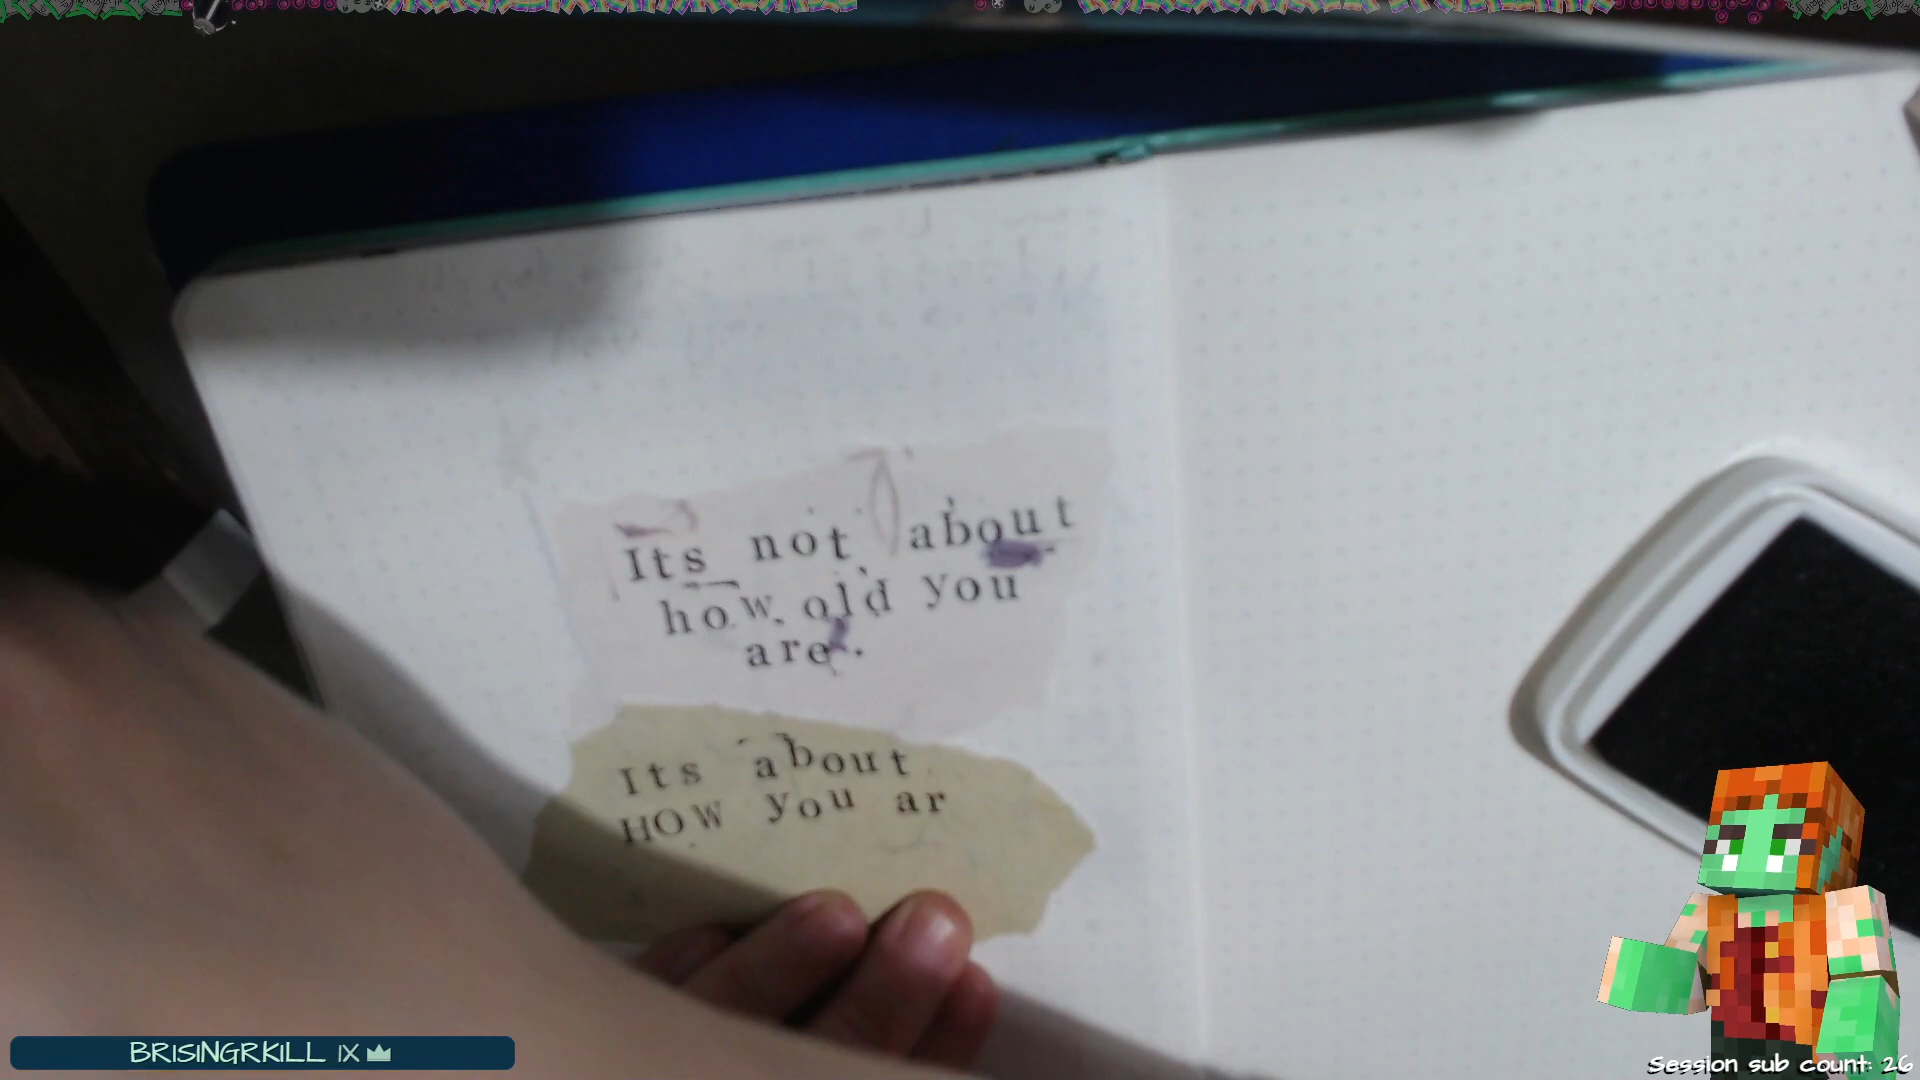 Its not about
how old you
are.
Its about
HOW you ar
BRISINGRKILL IX
Session sub count: 26